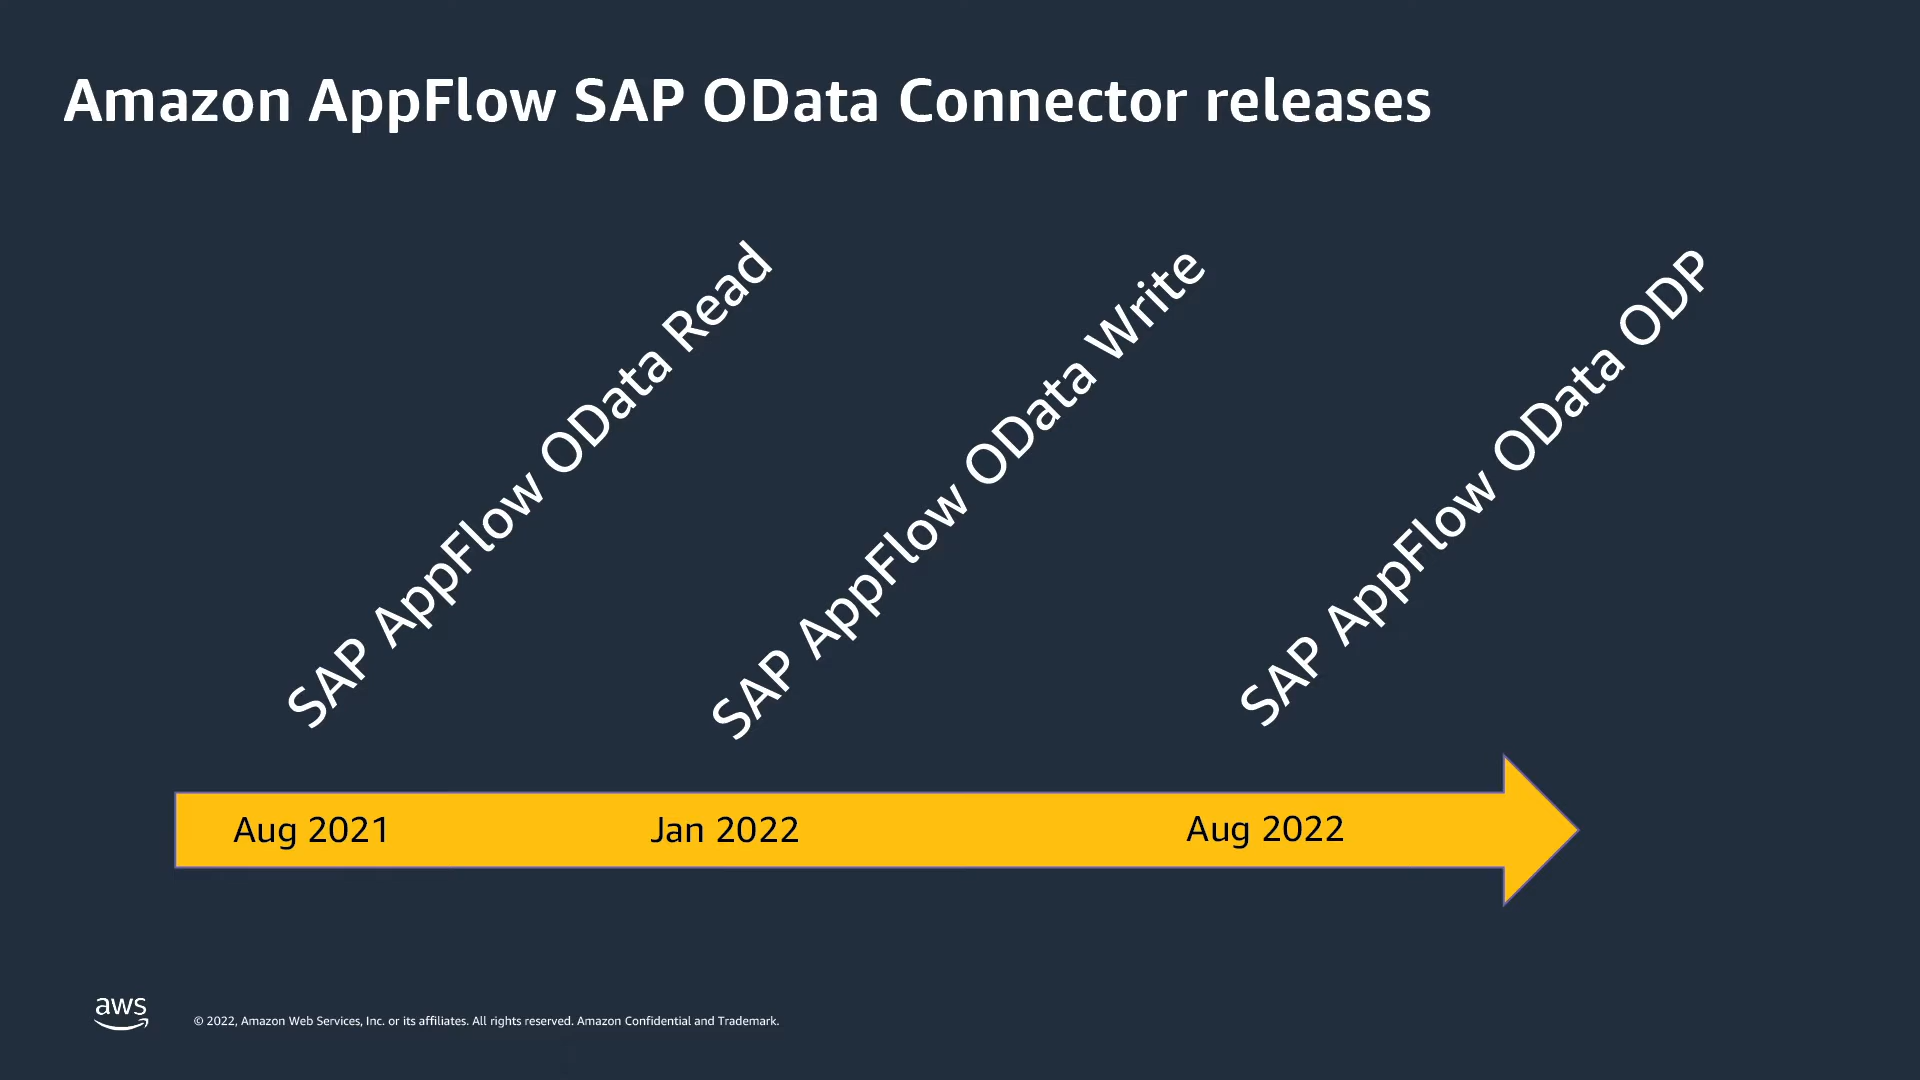 Amazon AppFlow SAP OData Connector releases
SAP AppFlow OData Read
SAP AppFlow OData Write
SAP AppFlow OData ODP
Aug 2021
Jan 2022
Aug 2022
aws
© 2022, Amazon Web Services, Inc. or its affiliates. All rights reserved. Amazon Confidential and Trademark.